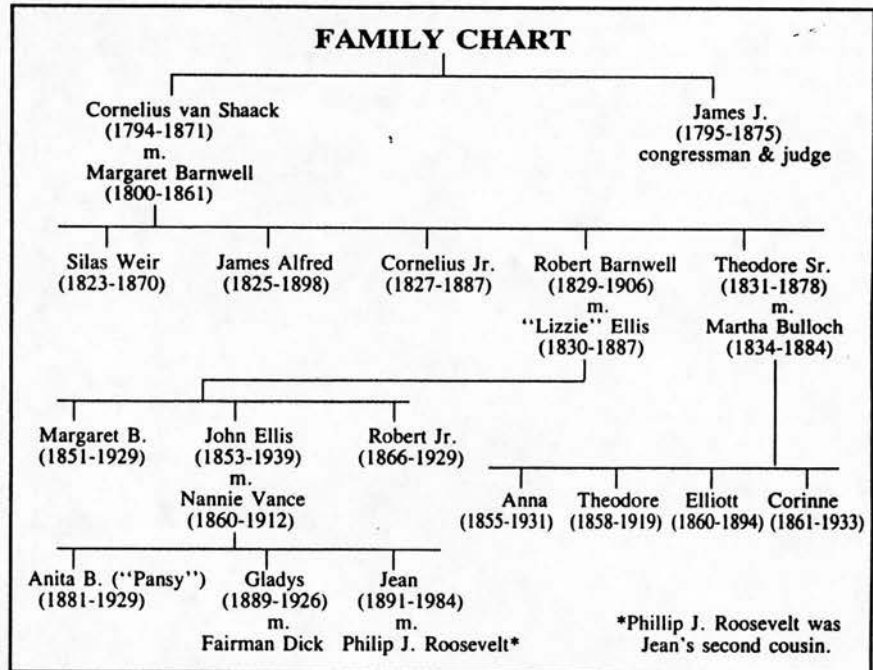 FAMILY CHART
Cornelius van Shaack
(1794-1871)
m.
Margaret Barnwell
(1800-1861)
James J.
(1795-1875)
congressman & judge
Silas Weir
(1823-1870)
James Alfred
(1825-1898)
Cornelius Jr.
(1827-1887)
Robert Barnwell
(1829-1906)
m.
"Lizzie" Ellis
(1830-1887)
Theodore Sr.
(1831-1878)
m.
Martha Bulloch
(1834-1884)
Margaret B.
(1851-1929)
John Ellis
(1853-1939)
m.
Nannie Vance
(1860-1912)
Robert Jr.
(1866-1929)
Anna
(1855-1931)
Theodore
(1858-1919)
Elliott
(1860-1894)
Corinne
(1861-1933)
Anita B. ("Pansy")
(1881-1929)
Gladys
(1889-1926)
m.
Fairman Dick
Jean
(1891-1984)
m.
Philip J. Roosevelt*
*Phillip J. Roosevelt was
Jean's second cousin.